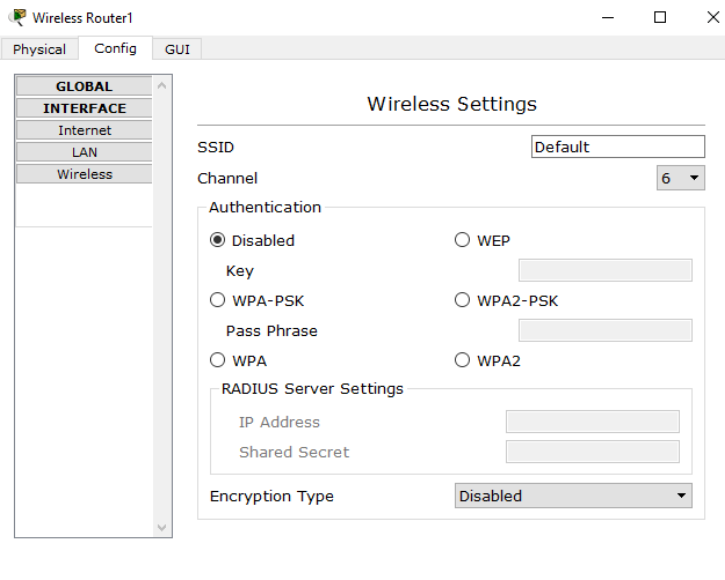 Wireless Router1
Physical Config GUI
GLOBAL
INTERFACE
Internet
LAN
Wireless
Wireless Settings
SSID Default
Channel 6
Authentication
Disabled WEP
Key
WPA-PSK WPA2-PSK
Pass Phrase
WPA WPA2
RADIUS Server Settings
IP Address
Shared Secret
Encryption Type Disabled